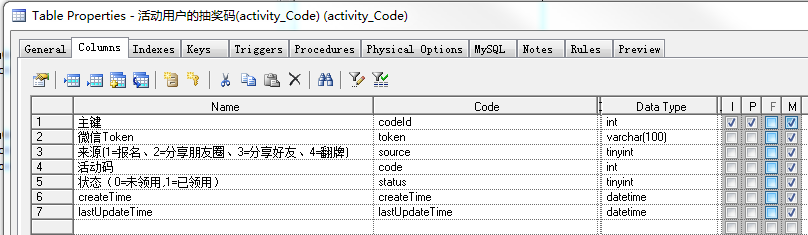 Table Properties - 活动用户的抽奖码(activity_Code) (activity_Code)
General Columns Indexes Keys Triggers Procedures Physical Options MySQL Notes Rules Preview
Name Code Data Type I P F M
1 主键 codeId int
2 微信Token token varchar(100)
3 来源(1=报名、2=分享朋友圈、3=分享好友、4=翻牌) source tinyint
4 活动码 code int
5 状态（0=未领用,1=已领用） status tinyint
6 createTime createTime datetime
7 lastUpdateTime lastUpdateTime datetime